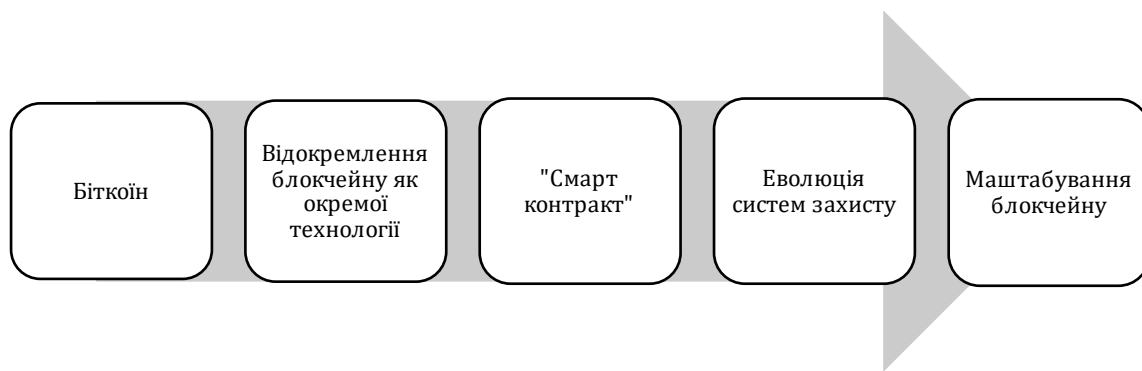 Біткоїн
Відокремлення
блокчейну як
окремої
технології
"Смарт
контракт"
Еволюція
систем захисту
Маштабування
блокчейну